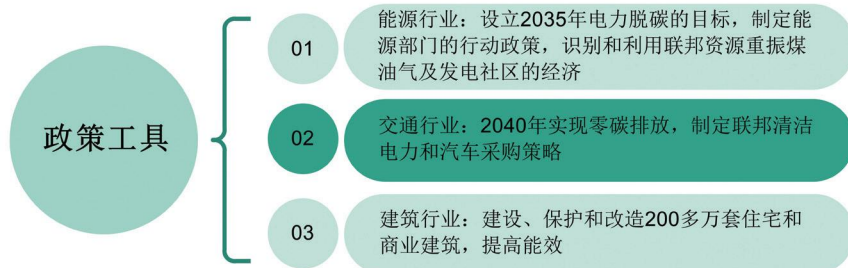 政策工具
01
能源行业：设立2035年电力脱碳的目标，制定能
源部门的行动政策，识别和利用联邦资源重振煤
油气及发电社区的经济
02
交通行业：2040年实现零碳排放，制定联邦清洁
电力和汽车采购策略
03
建筑行业：建设、保护和改造200多万套住宅和
商业建筑，提高能效